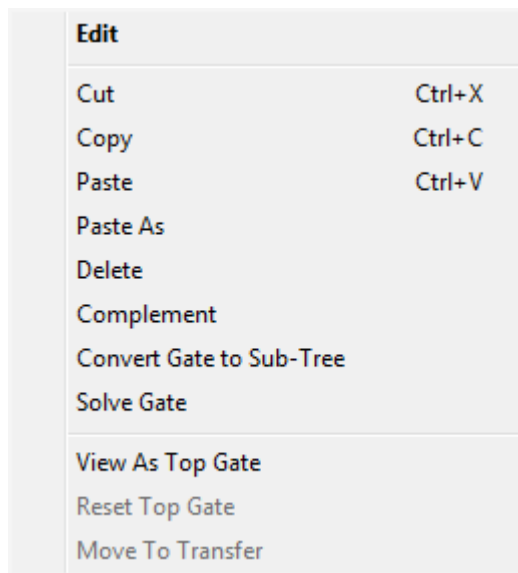 Edit
Cut Ctrl+X
Copy Ctrl+C
Paste Ctrl+V
Paste As
Delete
Complement
Convert Gate to Sub-Tree
Solve Gate
View As Top Gate
Reset Top Gate
Move To Transfer